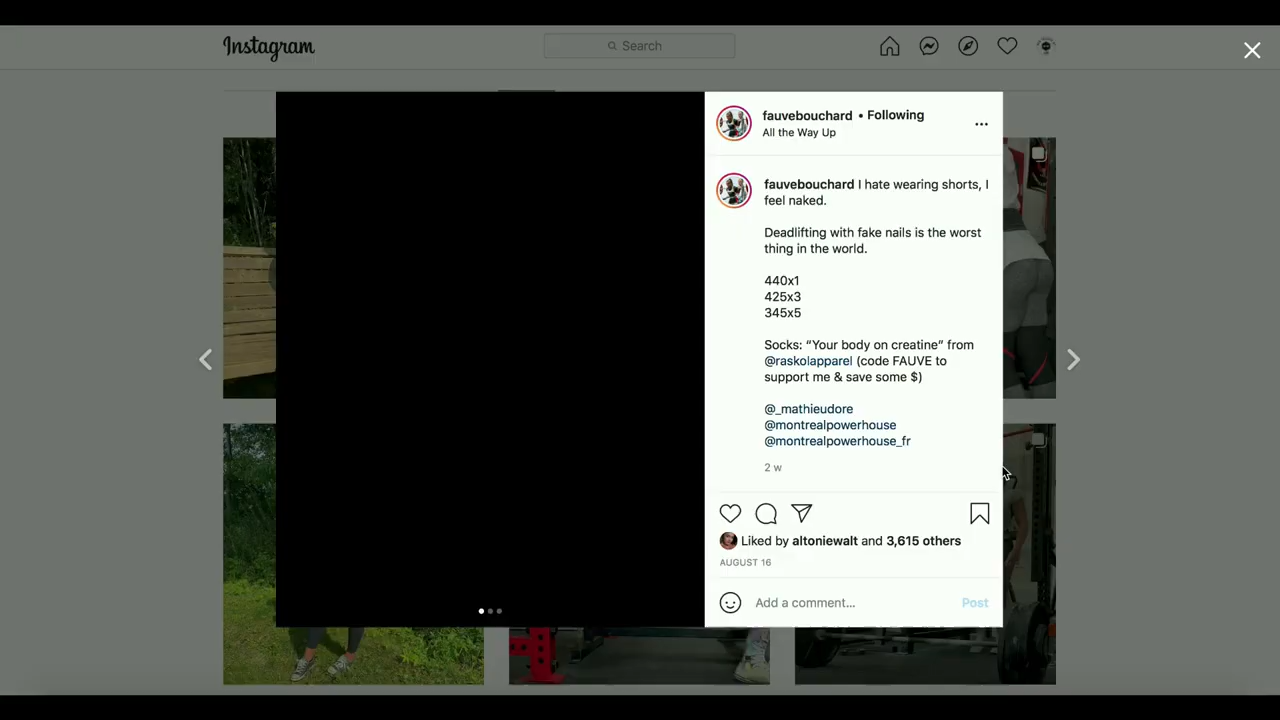 Instagram
Search
fauvebouchard • Following
All the Way Up
fauvebouchard I hate wearing shorts, I
feel naked.
Deadlifting with fake nails is the worst
thing in the world.
440x1
425x3
345x5
Socks: “Your body on creatine” from
@raskolapparel (code FAUVE to
support me & save some $)
@_mathieudore
@montrealpowerhouse
@montrealpowerhouse_fr
2 w
Liked by altoniewalt and 3,615 others
AUGUST 16
Add a comment...
Post